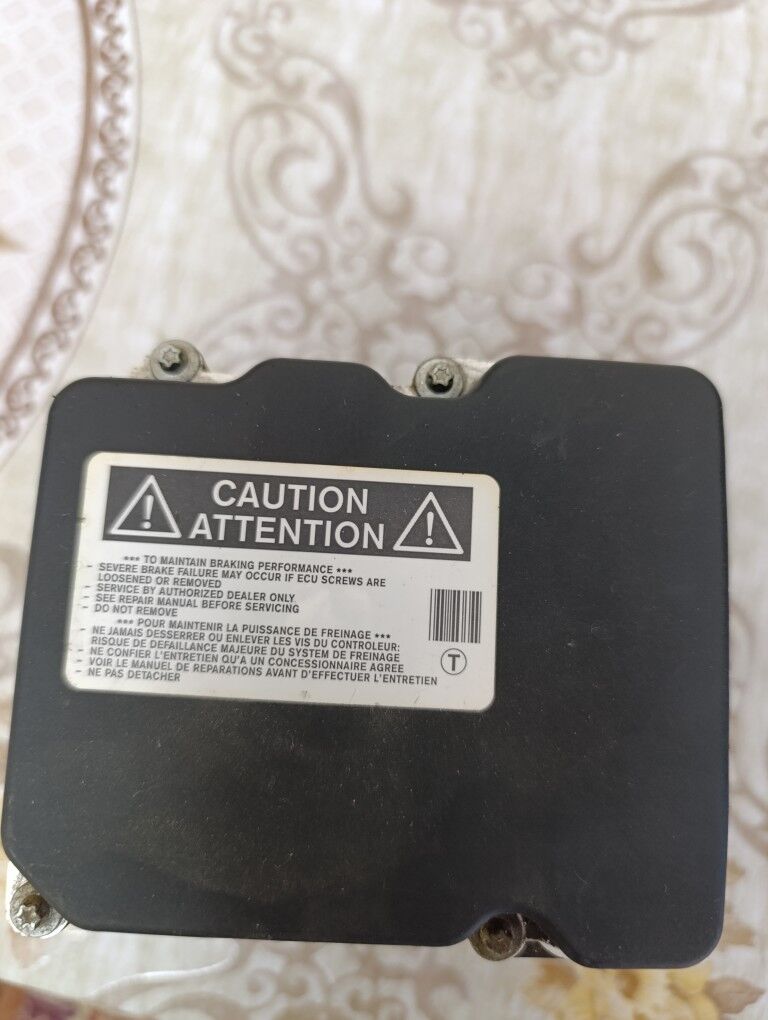 CAUTION
ATTENTION
*** TO MAINTAIN BRAKING PERFORMANCE ***
- SEVERE BRAKE FAILURE MAY OCCUR IF ECU SCREWS ARE
LOOSENED OR REMOVED
- SERVICE BY AUTHORIZED DEALER ONLY
- SEE REPAIR MANUAL BEFORE SERVICING
- DO NOT REMOVE
*** POUR MAINTENIR LA PUISSANCE DE FREINAGE ***
- NE JAMAIS DESSERRER OU ENLEVER LES VIS DU CONTROLEUR:
RISQUE DE DEFAILLANCE MAJEURE DU SYSTEM DE FREINAGE
- NE CONFIER L'ENTRETIEN QU'A UN CONCESSIONNAIRE AGREE
- VOIR LE MANUEL DE REPARATIONS AVANT D'EFFECTUER L'ENTRETIEN
- NE PAS DETACHER
T